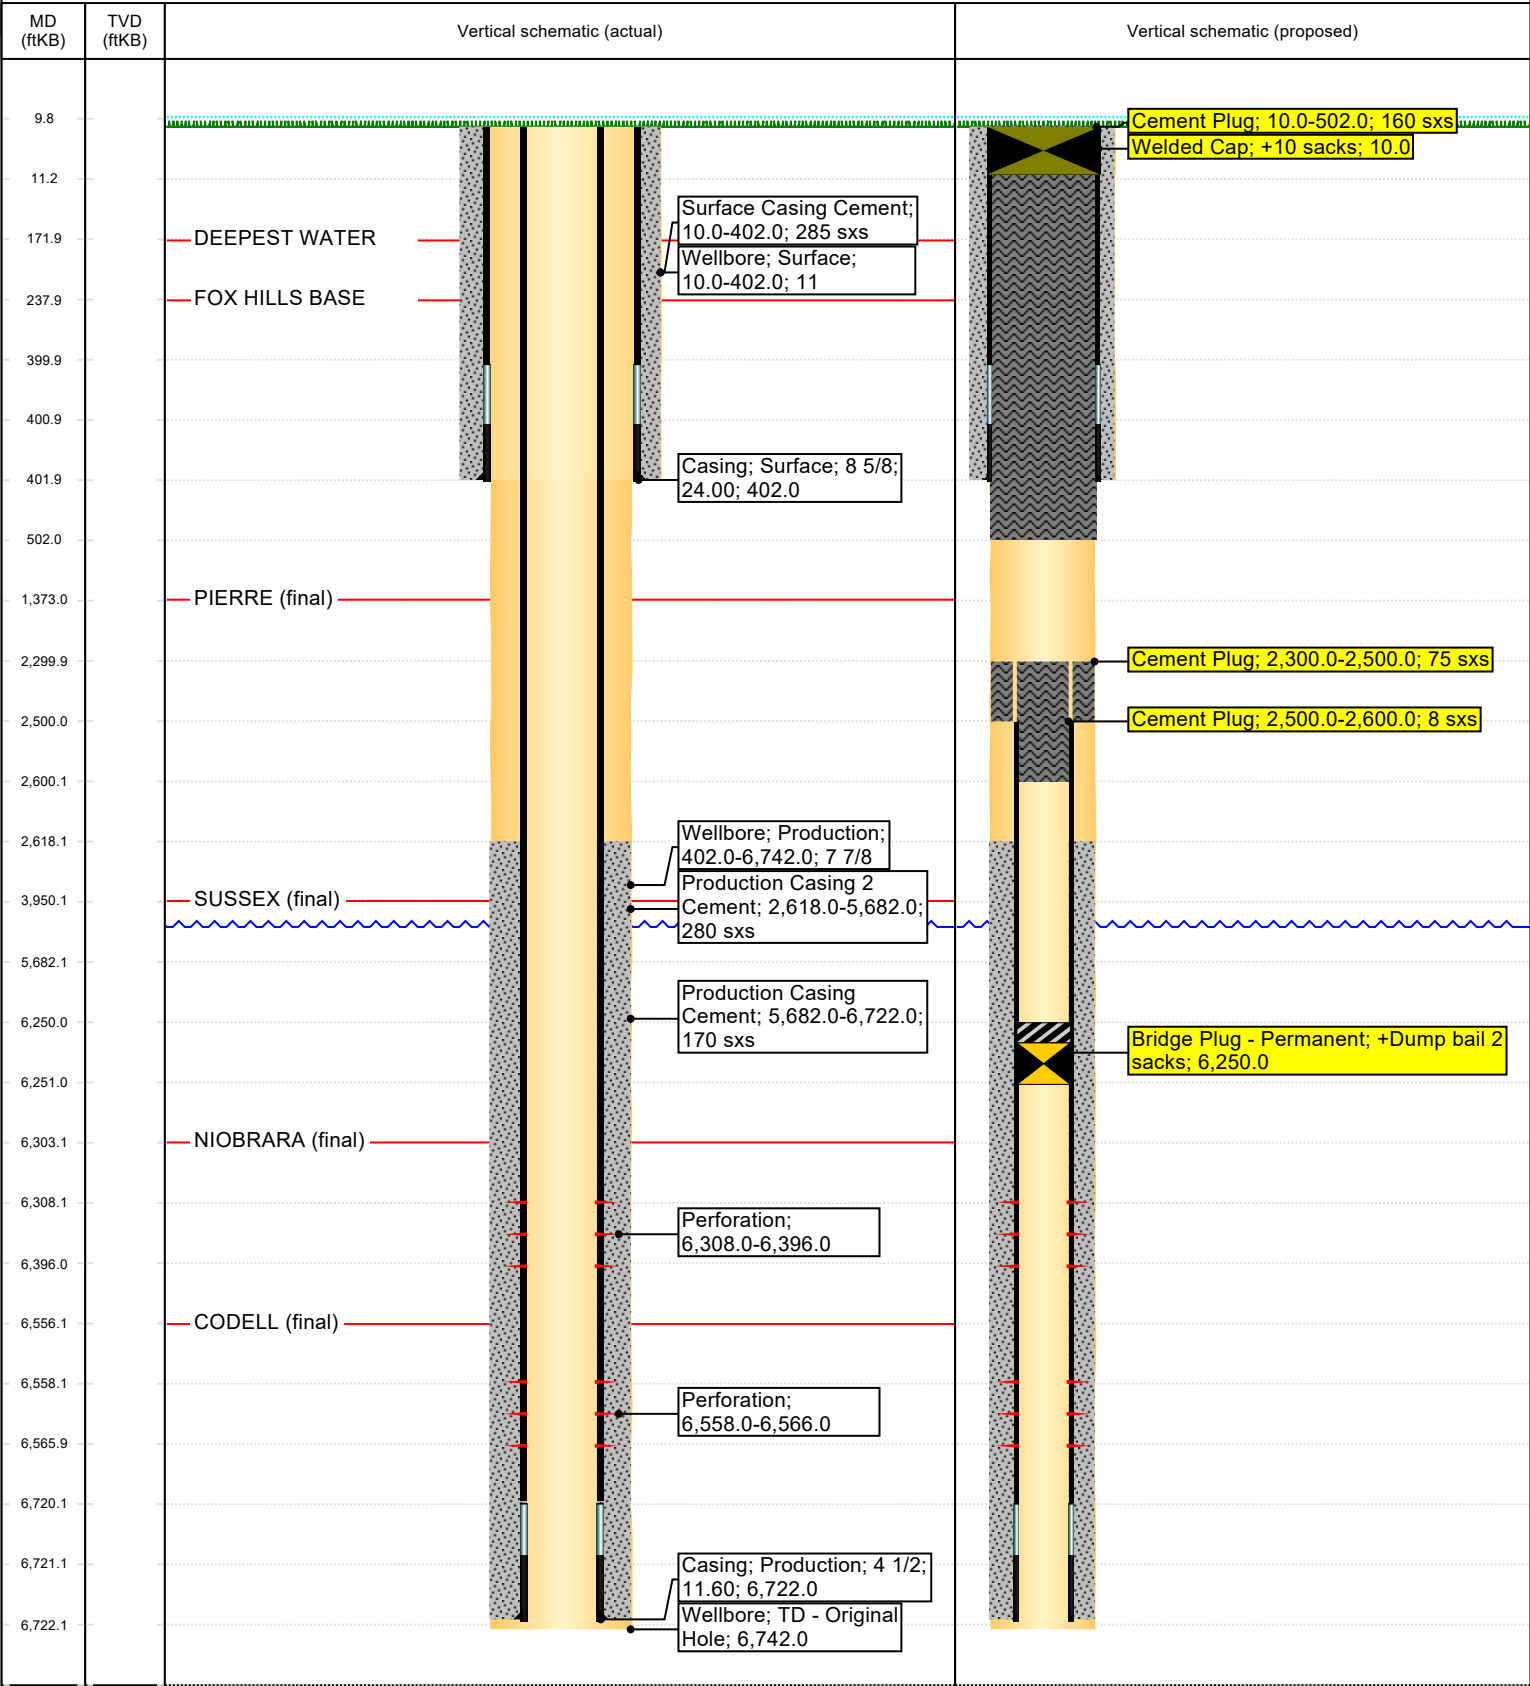 MD
(ftKB)
TVD
(ftKB)
Vertical schematic (actual)
Vertical schematic (proposed)
9.8
11.2
171.9
237.9
399.9
400.9
401.9
502.0
1,373.0
2,299.9
2,500.0
2,600.1
2,618.1
3,950.1
5,682.1
6,250.0
6,251.0
6,303.1
6,308.1
6,396.0
6,556.1
6,558.1
6,565.9
6,720.1
6,721.1
6,722.1
DEEPEST WATER
FOX HILLS BASE
PIERRE (final)
SUSSEX (final)
NIOBRARA (final)
CODELL (final)
Surface Casing Cement;
10.0-402.0; 285 sxs
Wellbore; Surface;
10.0-402.0; 11
Casing; Surface; 8 5/8;
24.00; 402.0
Wellbore; Production;
402.0-6,742.0; 7 7/8
Production Casing 2
Cement; 2,618.0-5,682.0;
280 sxs
Production Casing
Cement; 5,682.0-6,722.0;
170 sxs
Perforation;
6,308.0-6,396.0
Perforation;
6,558.0-6,566.0
Casing; Production; 4 1/2;
11.60; 6,722.0
Wellbore; TD - Original
Hole; 6,742.0
Cement Plug; 10.0-502.0; 160 sxs
Welded Cap; +10 sacks; 10.0
Cement Plug; 2,300.0-2,500.0; 75 sxs
Cement Plug; 2,500.0-2,600.0; 8 sxs
Bridge Plug - Permanent; +Dump bail 2
sacks; 6,250.0